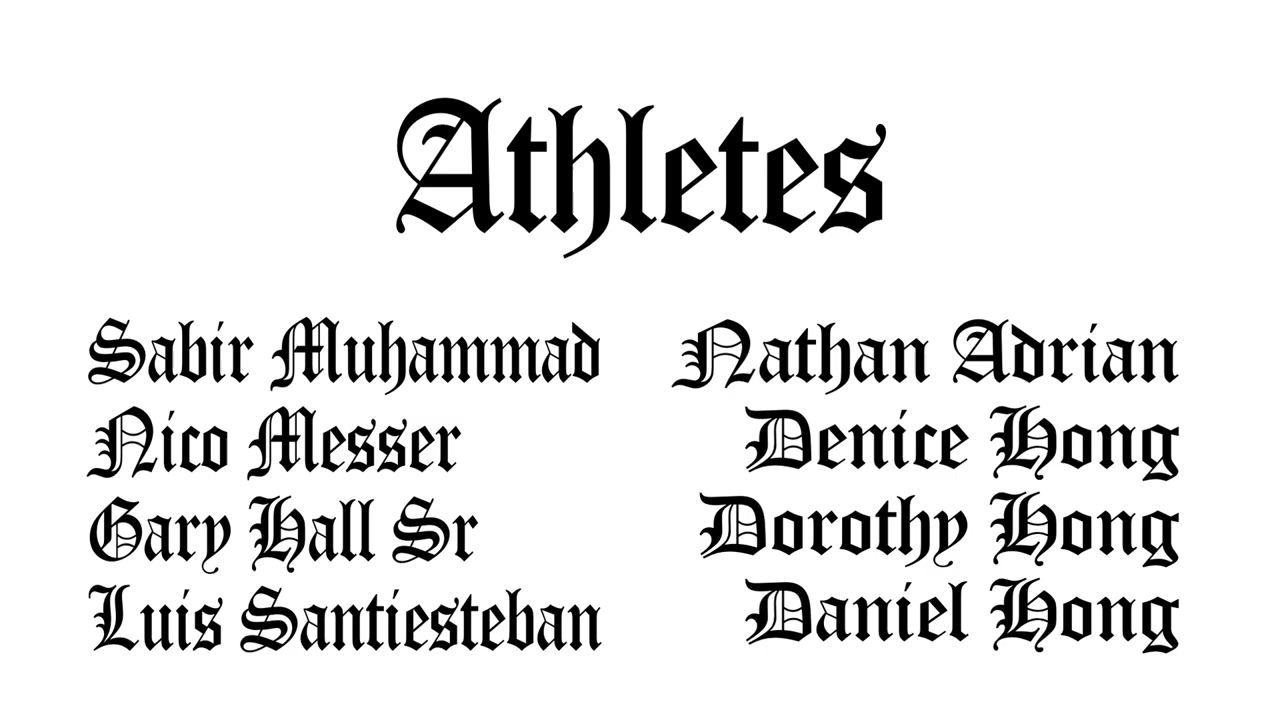 Athletes
Sabir Muhammad
Nico Messer
Gary Hall Sr
Luis Santiesteban
Nathan Adrian
Denice Hong
Dorothy Hong
Daniel Hong